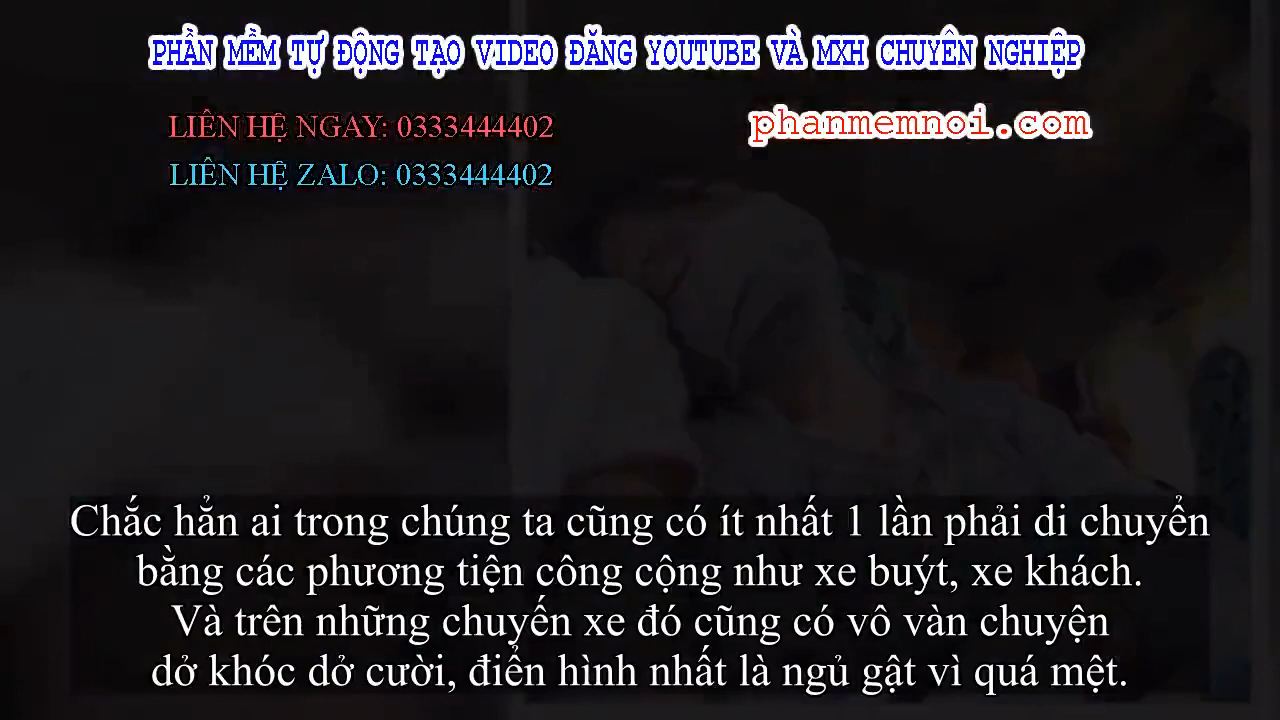 PHẦN MỀM TỰ ĐỘNG TẠO VIDEO ĐĂNG YOUTUBE VÀ MXH CHUYÊN NGHIỆP
LIÊN HỆ NGAY: 0333444402
phanmemnoi.com
LIÊN HỆ ZALO: 0333444402
Chắc hẳn ai trong chúng ta cũng có ít nhất 1 lần phải di chuyển
bằng các phương tiện công cộng như xe buýt, xe khách.
Và trên những chuyến xe đó cũng có vô vàn chuyện
dở khóc dở cười, điển hình nhất là ngủ gật vì quá mệt.